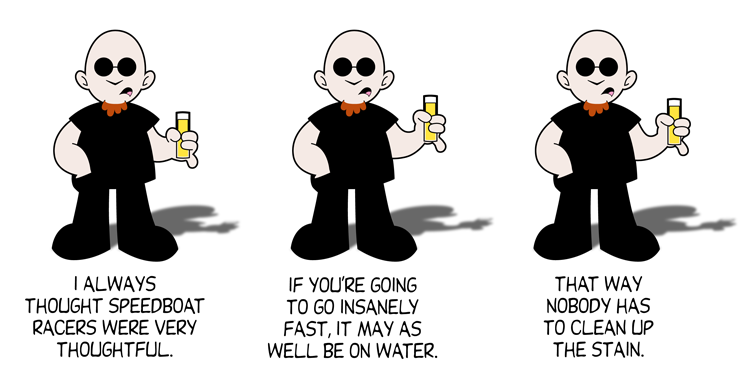 I ALWAYS
THOUGHT SPEEDBOAT
RACERS WERE VERY
THOUGHTFUL.
IF YOU'RE GOING
TO GO INSANELY
FAST, IT MAY AS
WELL BE ON WATER.
THAT WAY
NOBODY HAS
TO CLEAN UP
THE STAIN.